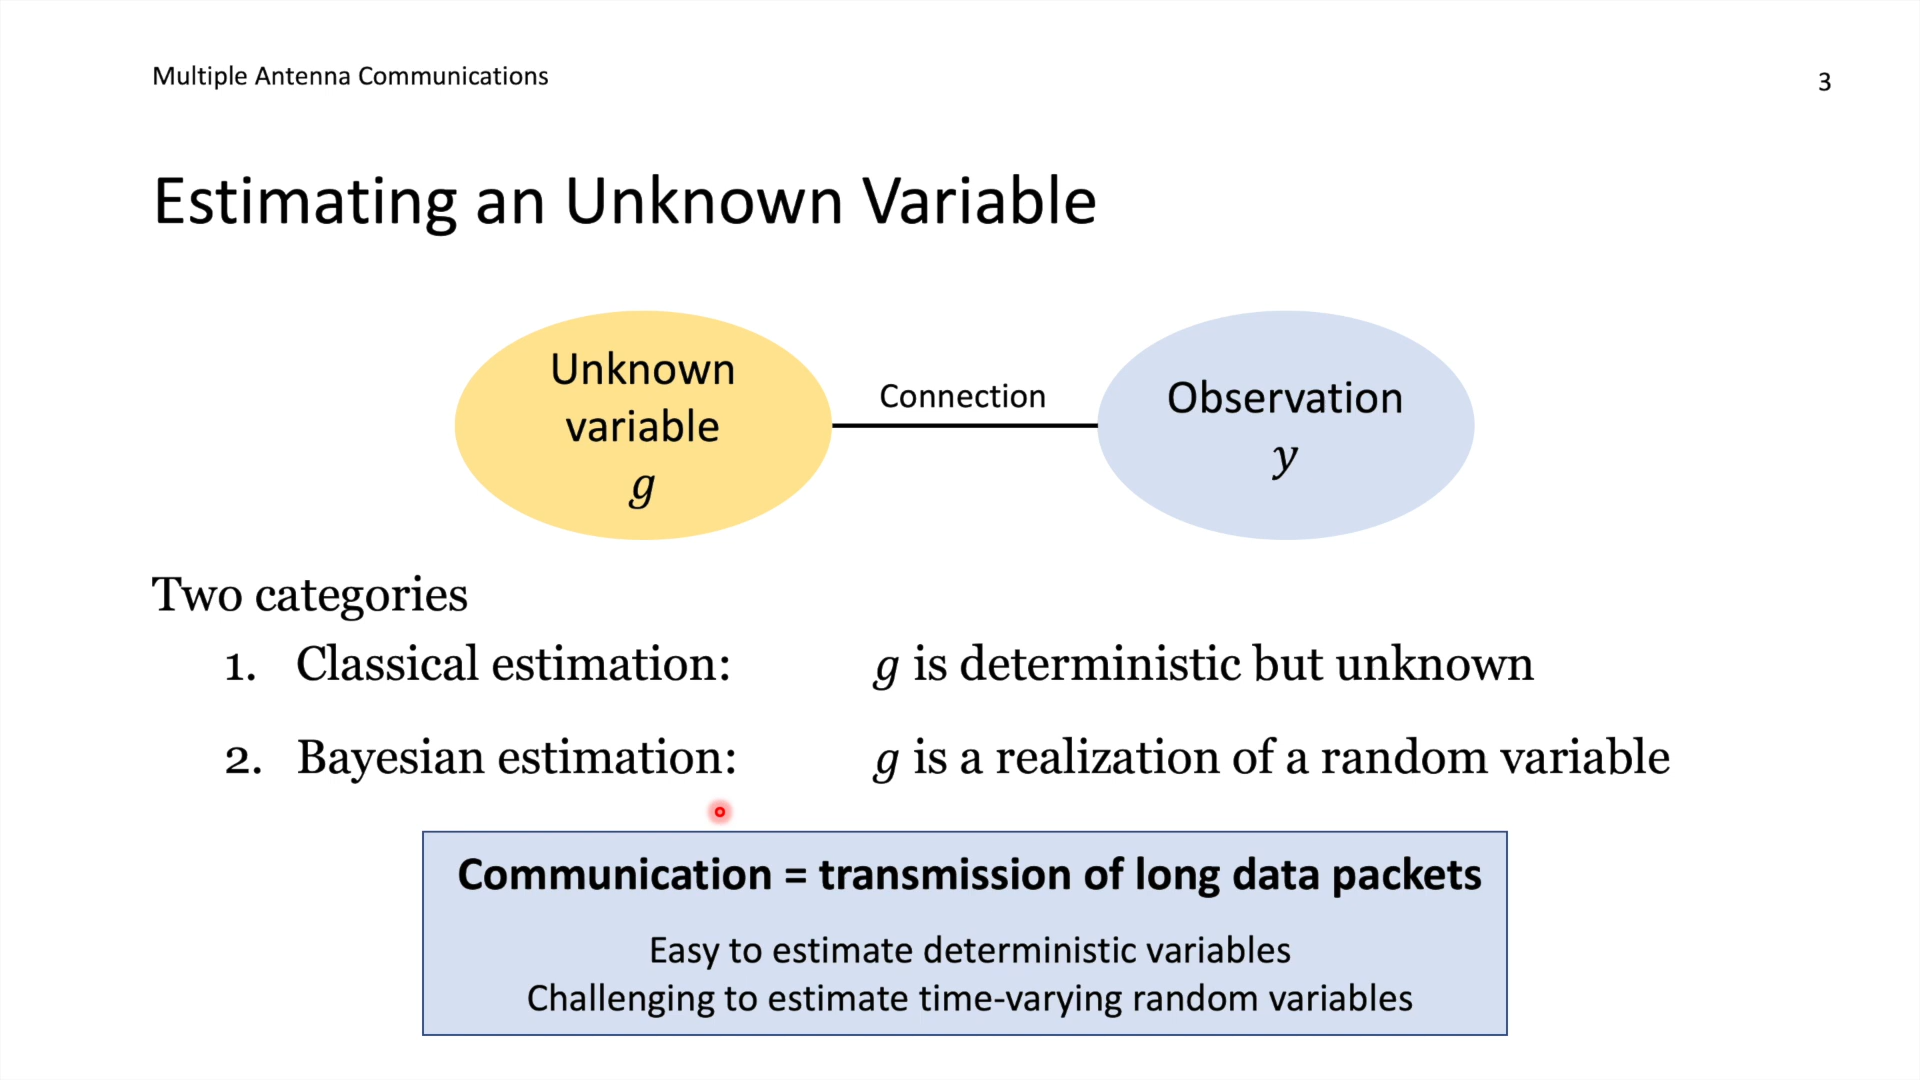 Multiple Antenna Communications
3
Estimating an Unknown Variable
Unknown
variable
g
Connection
Observation
y
Two categories
1. Classical estimation: g is deterministic but unknown
2. Bayesian estimation: g is a realization of a random variable
Communication = transmission of long data packets
Easy to estimate deterministic variables
Challenging to estimate time-varying random variables